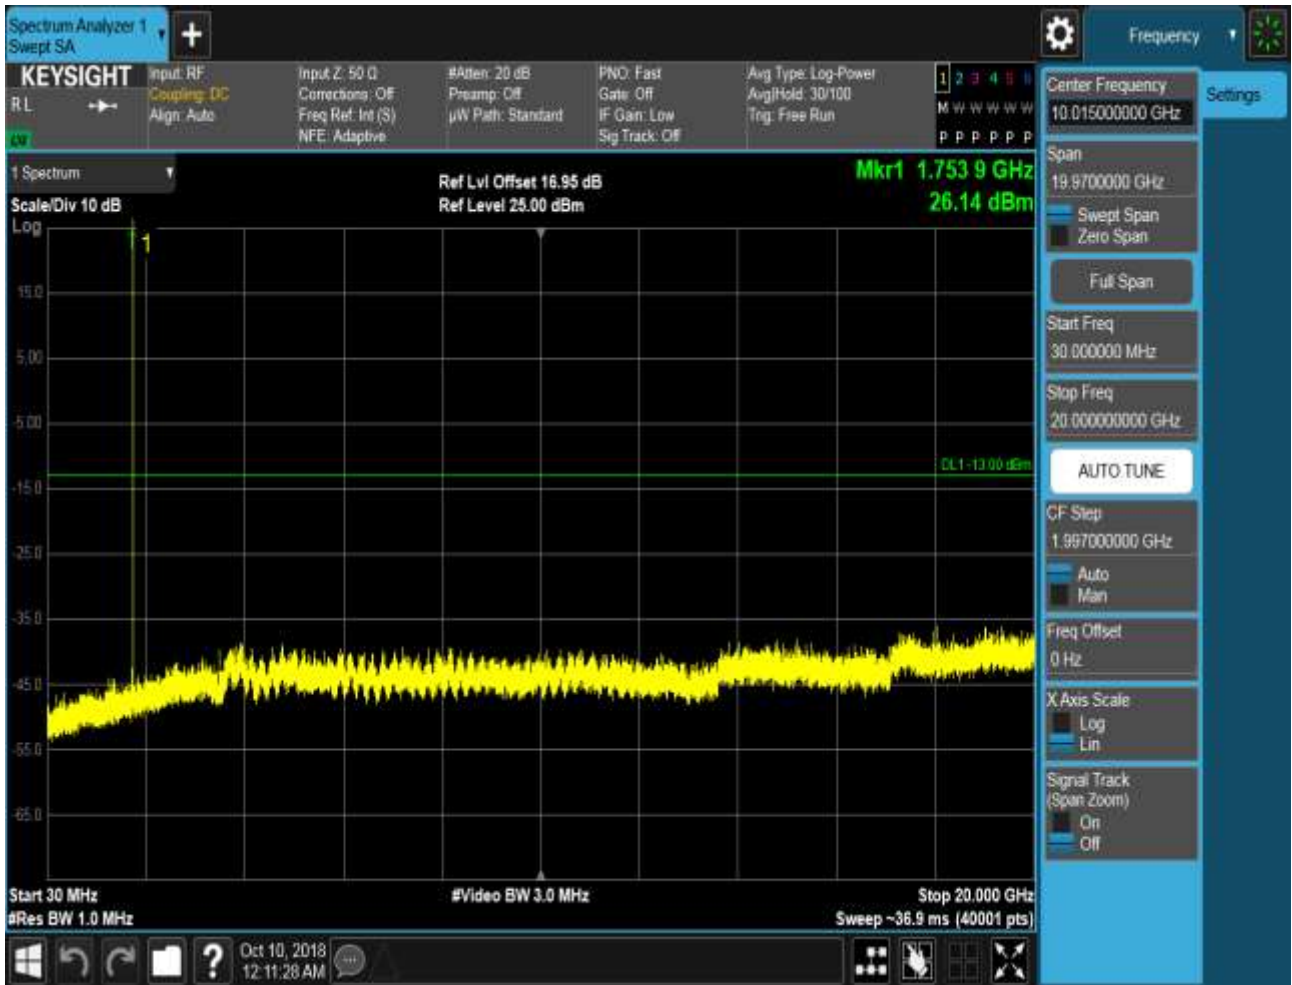 Spectrum Analyzer 1
Swept SA
Frequency
KEYSIGHT
RL
Input: RF
Coupling: DC
Align: Auto
Input Z: 50 Ω
Corrections: Off
Freq Ref: Int (S)
NFE: Adaptive
#Atten: 20 dB
Preamp: Off
µW Path: Standard
PNO: Fast
Gate: Off
IF Gain: Low
Sig Track: Off
Avg Type: Log-Power
Avg|Hold: 30/100
Trig: Free Run
1 2 3 4 5 6
M W W W W W
P P P P P P
Settings
1 Spectrum
Scale/Div 10 dB
Log
Ref Lvl Offset 16.95 dB
Ref Level 25.00 dBm
Mkr1 1.753 9 GHz
26.14 dBm
1
15.0
5.00
-5.00
DL1 -13.00 dBm
-15.0
-25.0
-35.0
-45.0
-55.0
-65.0
Start 30 MHz
#Res BW 1.0 MHz
#Video BW 3.0 MHz
Stop 20.000 GHz
Sweep ~36.9 ms (40001 pts)
Center Frequency
10.015000000 GHz
Span
19.9700000 GHz
Swept Span
Zero Span
Full Span
Start Freq
30.000000 MHz
Stop Freq
20.000000000 GHz
AUTO TUNE
CF Step
1.997000000 GHz
Auto
Man
Freq Offset
0 Hz
X Axis Scale
Log
Lin
Signal Track
(Span Zoom)
On
Off
?
Oct 10, 2018
12:11:28 AM